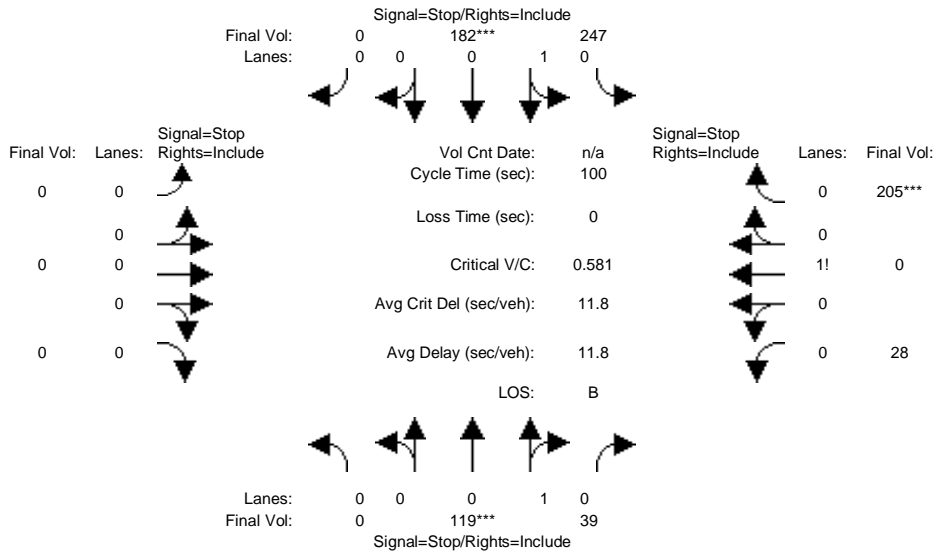 Signal=Stop/Rights=Include
Final Vol: 0 182*** 247
Lanes: 0 0 0 1 0
Signal=Stop
Final Vol: Lanes: Rights=Include
Vol Cnt Date: n/a
Signal=Stop
Rights=Include Lanes: Final Vol:
Cycle Time (sec): 100
0 0
0 205***
Loss Time (sec): 0
0
0
0 0
Critical V/C: 0.581
1! 0
0
Avg Crit Del (sec/veh): 11.8
0
0 0
Avg Delay (sec/veh): 11.8
0 28
LOS: B
Lanes: 0 0 0 1 0
Final Vol: 0 119*** 39
Signal=Stop/Rights=Include